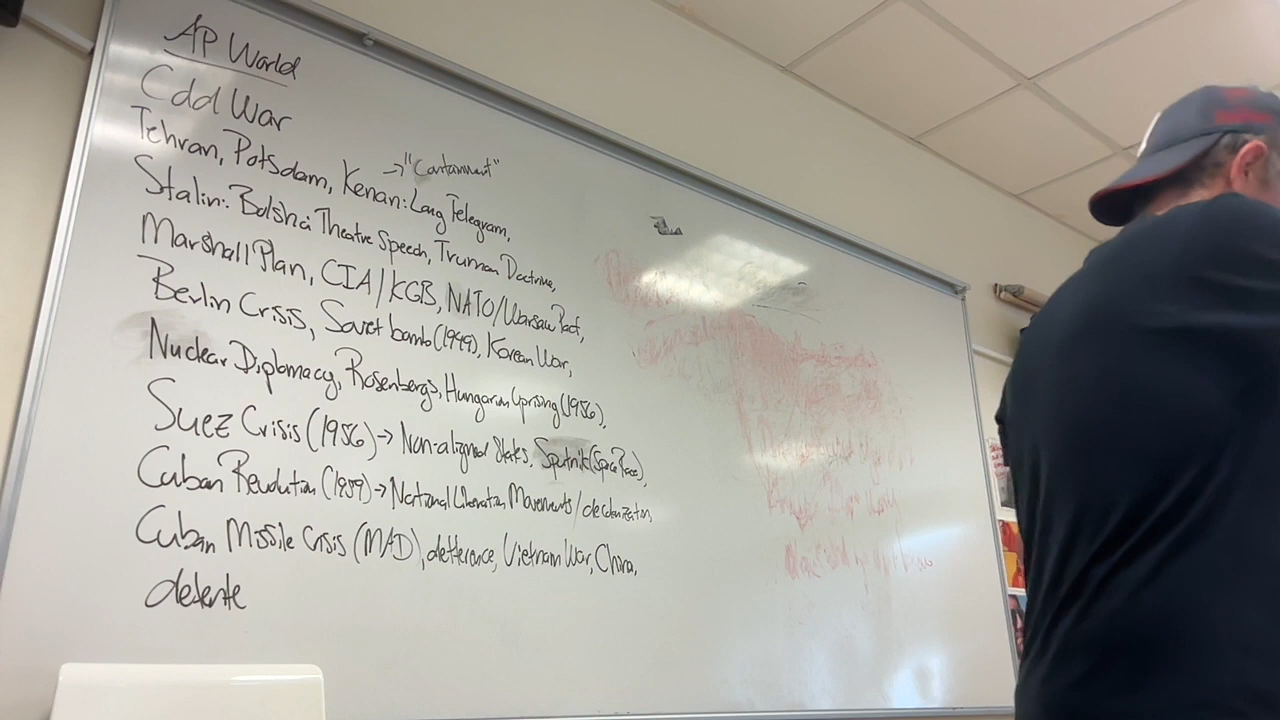 AP World
Cold War
Tehran, Potsdam, Kenan: Long Telegram, → "Containment"
Stalin: Bolshoi Theatre Speech, Truman Doctrine,
Marshall Plan, CIA/KGB, NATO/Warsaw Pact,
Berlin Crisis, Soviet bomb (1949), Korean War,
Nuclear Diplomacy, Rosenbergs, Hungarian Uprising (1956),
Suez Crisis (1956) → Non-aligned States, Sputnik (Space Race),
Cuban Revolution (1959) → National Liberation Movements/decolonization,
Cuban Missile Crisis (MAD), detterence, Vietnam War, China,
detente